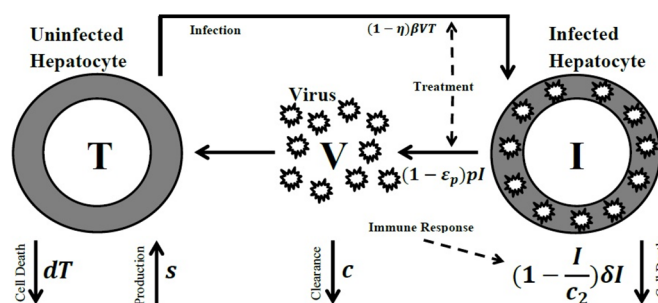 Uninfected
Hepatocyte
Infection
(1 − η)βVT
Infected
Hepatocyte
Treatment
Virus
T
V
I
(1 − ε_p)pI
Immune Response
Cell Death
dT
Production
s
Clearance
c
(1 − I/c₂)δI